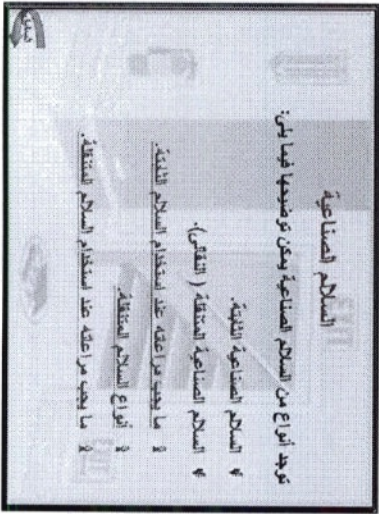 السلالم الصناعية
توجد أنواع من السلالم الصناعية يمكن توضيحها فيما يلي:
السلالم الصناعية الثابتة.
السلالم الصناعية المتنقلة ( النقالى).
ما يجب مراعاته عند استخدام السلالم الثابتة.
أنواع السلالم المتنقلة.
ما يجب مراعاته عند استخدام السلالم المتنقلة.